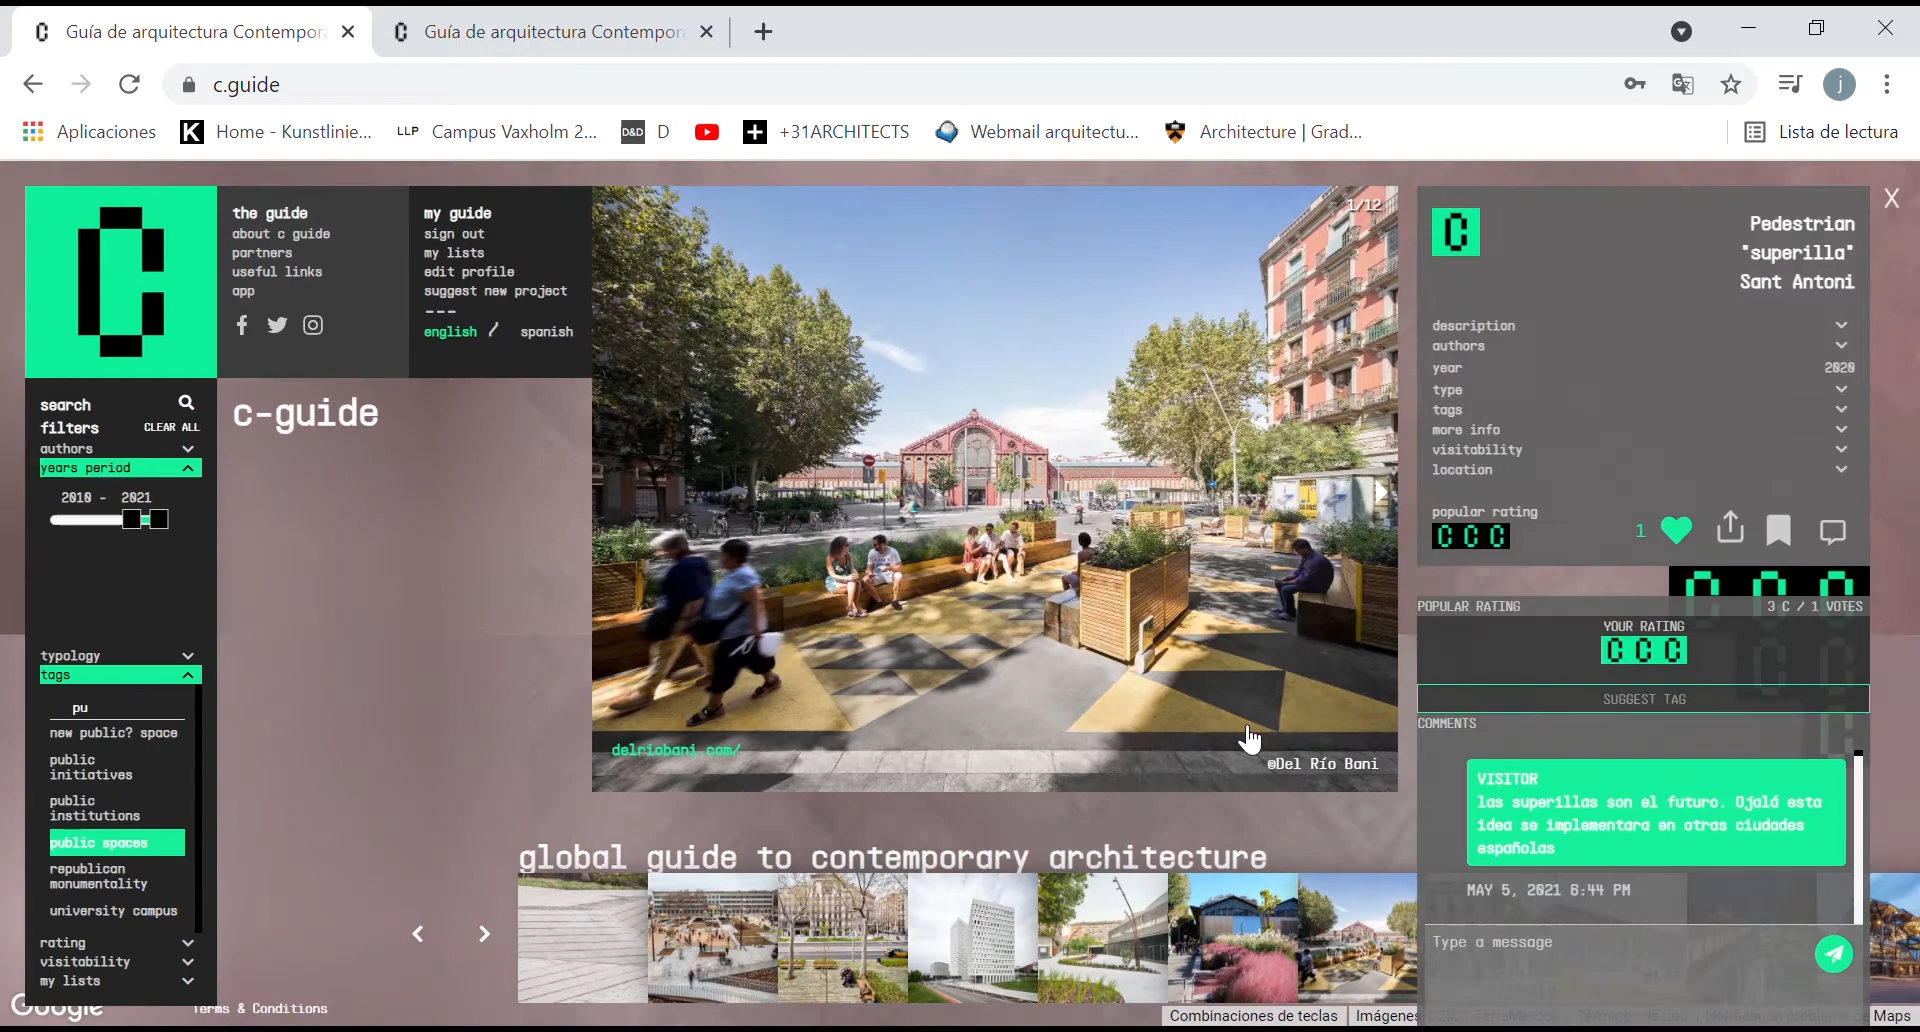 Guía de arquitectura Contempor
Guía de arquitectura Contempor
c.guide
j
Aplicaciones
K Home - Kunstlinie...
LLP Campus Vaxholm 2...
D&D D
+31ARCHITECTS
Webmail arquitectu...
Architecture | Grad...
Lista de lectura
the guide
about c guide
partners
useful links
app
my guide
sign out
my lists
edit profile
suggest new project
---
english / spanish
search
filters CLEAR ALL
authors
years period
2010 - 2021
typology
tags
pu
new public? space
public
initiatives
public
institutions
public spaces
republican
monumentality
university campus
rating
visitability
my lists
Google
Terms & Conditions
c-guide
1/12
delriobani.com/
©Del Río Bani
global guide to contemporary architecture
X
C
Pedestrian
"superilla"
Sant Antoni
description
authors
year 2020
type
tags
more info
visitability
location
popular rating
C C C
1
POPULAR RATING 3 C / 1 VOTES
YOUR RATING
C C C
SUGGEST TAG
COMMENTS
VISITOR
las superillas son el futuro. Ojalá esta
idea se implementara en otras ciudades
españolas
MAY 5, 2021 6:44 PM
Type a message
Combinaciones de teclas
Imágenes
Maps